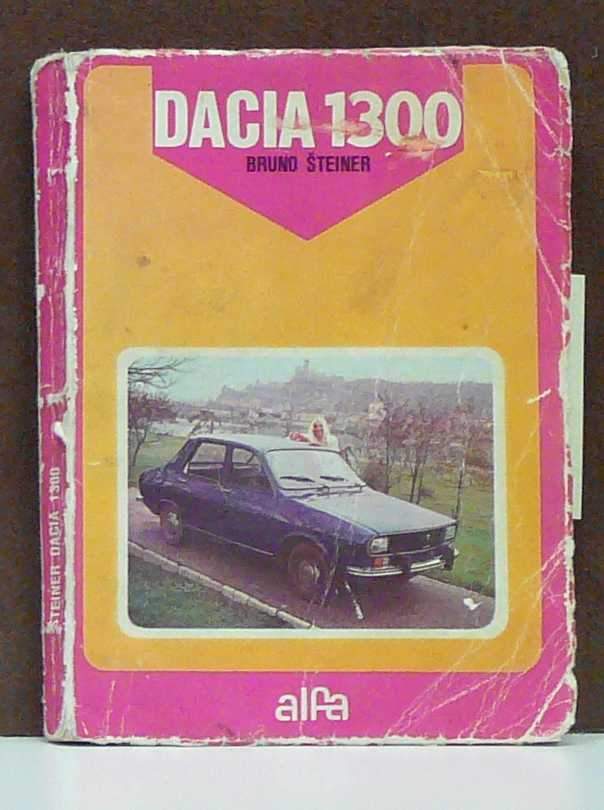 DACIA 1300
BRUNO ŠTEINER
ŠTEINER DACIA 1300
alfa